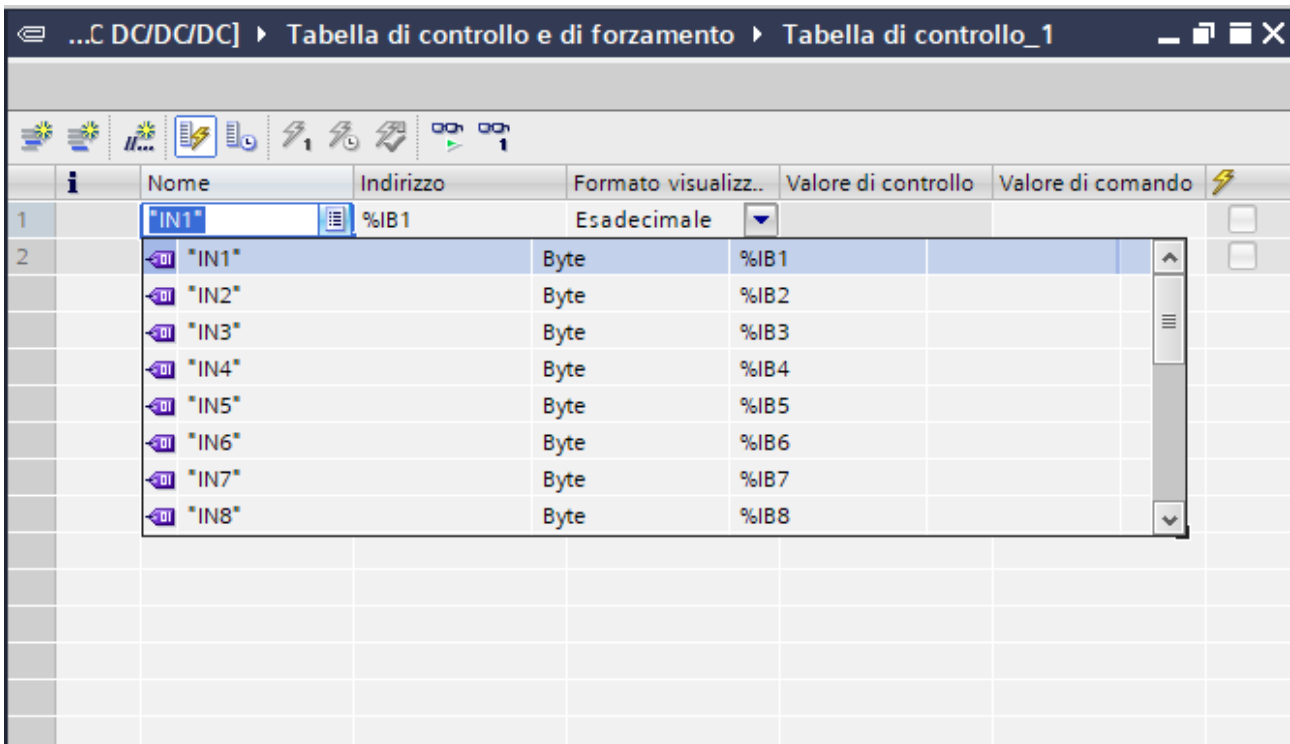 ...C DC/DC/DC] ▸ Tabella di controllo e di forzamento ▸ Tabella di controllo_1
i Nome Indirizzo Formato visualizz.. Valore di controllo Valore di comando
1 "IN1" %IB1 Esadecimale
2 "IN1" Byte %IB1
"IN2" Byte %IB2
"IN3" Byte %IB3
"IN4" Byte %IB4
"IN5" Byte %IB5
"IN6" Byte %IB6
"IN7" Byte %IB7
"IN8" Byte %IB8